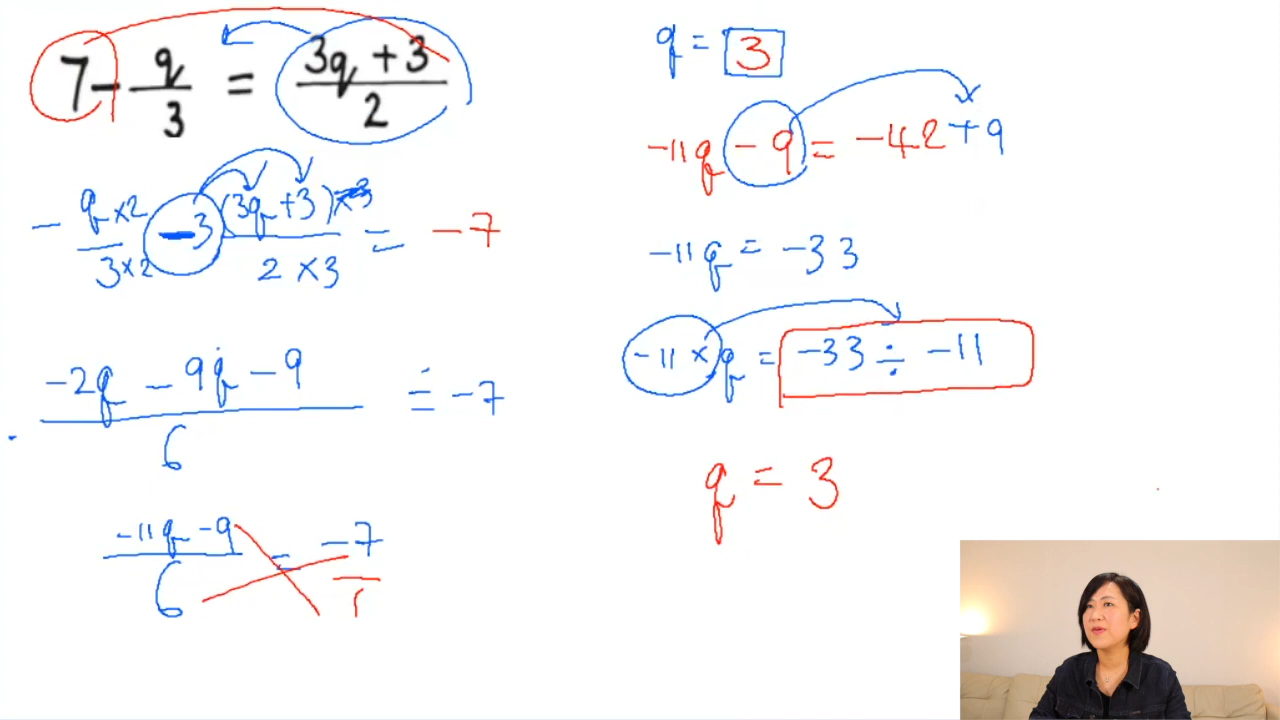 7 - q/3 = (3q + 3)/2
- (q × 2)/(3 × 2) - 3(3q + 3)/(2 × 3) = -7
(-2q - 9q - 9)/6 = -7
(-11q - 9)/6 = -7/1
q = 3
-11q - 9 = -42 + 9
-11q = -33
-11 × q = -33 ÷ -11
q = 3